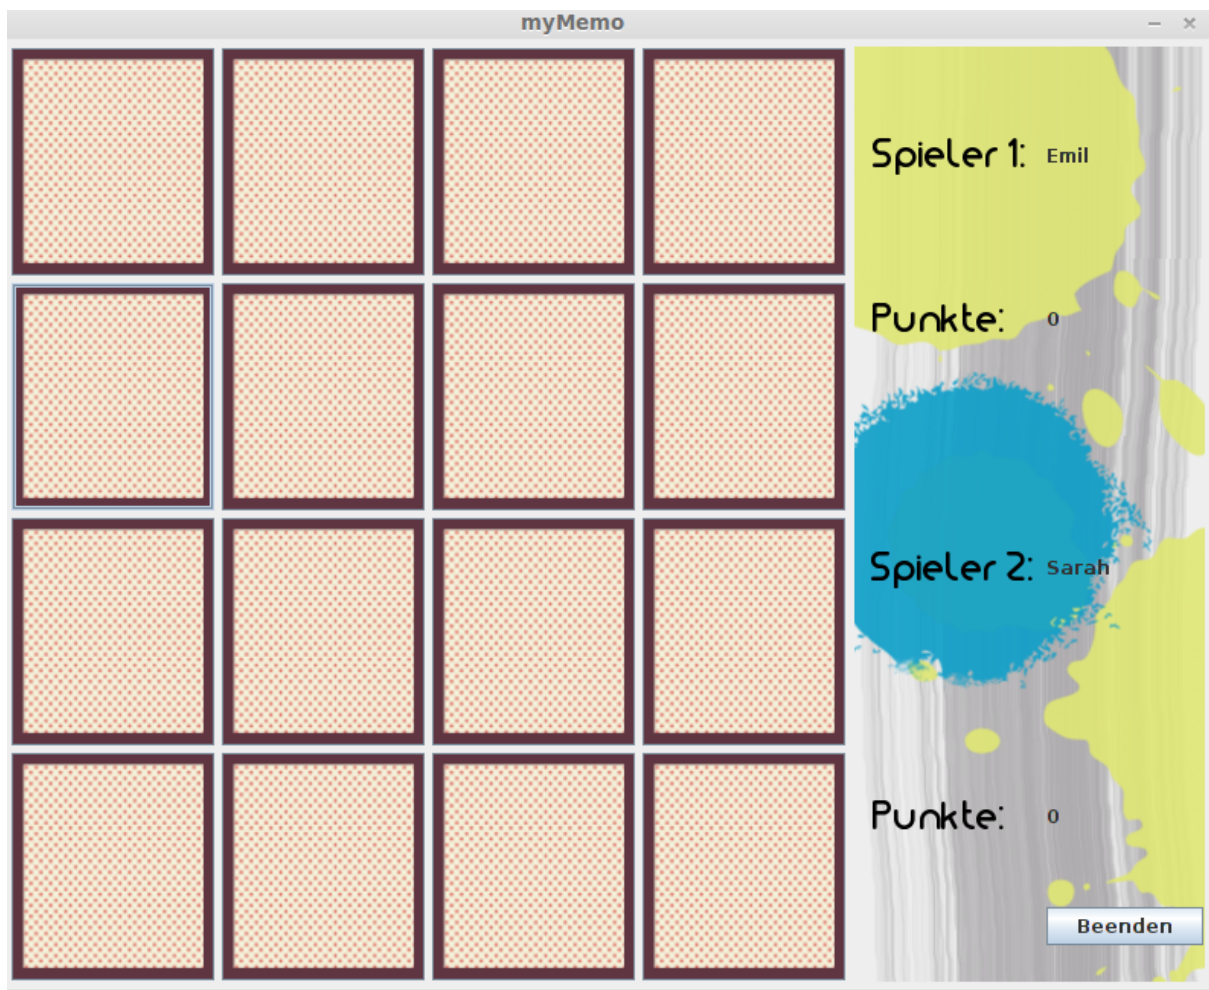 myMemo
Spieler 1: Emil
Punkte: 0
Spieler 2: Sarah
Punkte: 0
Beenden